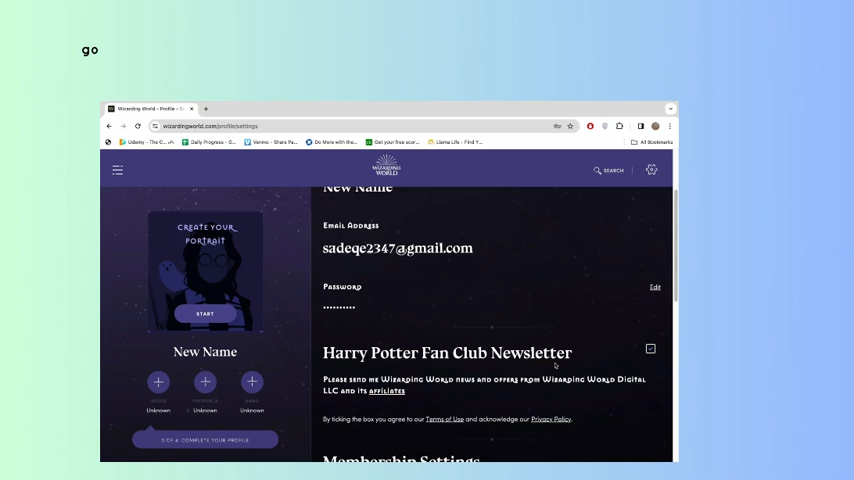 go
Wizarding World - Profile - S
wizardingworld.com/profile/settings
Udemy - The C...
Daily Progress - G...
Venmo - Share Pa...
Do More with the...
Get your free scor...
Llama Life - Find Y...
All Bookmarks
WIZARDING
WORLD
SEARCH
New Name
CREATE YOUR
PORTRAIT
START
Email Address
sadeqe2347@gmail.com
Password
Edit
New Name
Unknown
Unknown
Unknown
COMPLETE YOUR PROFILE
Harry Potter Fan Club Newsletter
Please send me Wizarding World news and offers from Wizarding World Digital
LLC and its affiliates
By ticking the box you agree to our Terms of Use and acknowledge our Privacy Policy.
Membership Settings